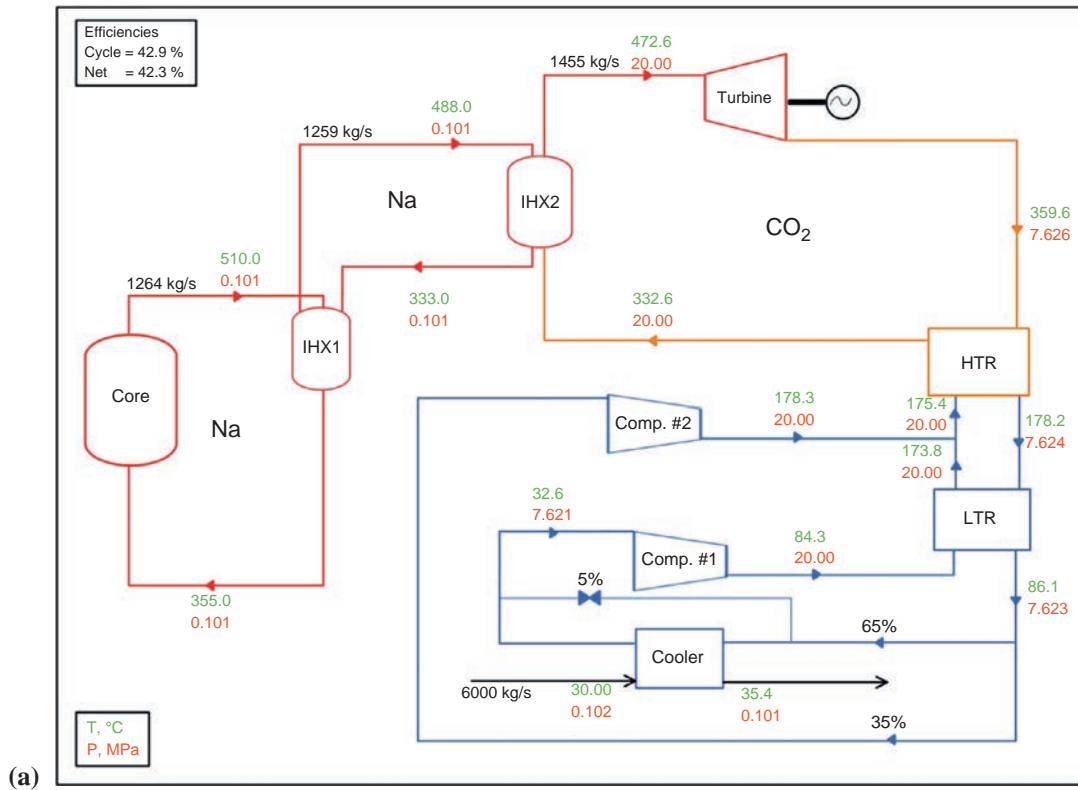 Efficiencies
Cycle = 42.9 %
Net = 42.3 %
472.6
20.00
1455 kg/s
Turbine
488.0
0.101
1259 kg/s
Na
IHX2
CO2
359.6
7.626
510.0
0.101
1264 kg/s
333.0
0.101
332.6
20.00
IHX1
HTR
Core
Na
Comp. #2
178.3
20.00
175.4
20.00
178.2
7.624
173.8
20.00
32.6
7.621
LTR
Comp. #1
84.3
20.00
5%
86.1
7.623
355.0
0.101
65%
Cooler
6000 kg/s
30.00
0.102
35.4
0.101
35%
T, °C
P, MPa
(a)